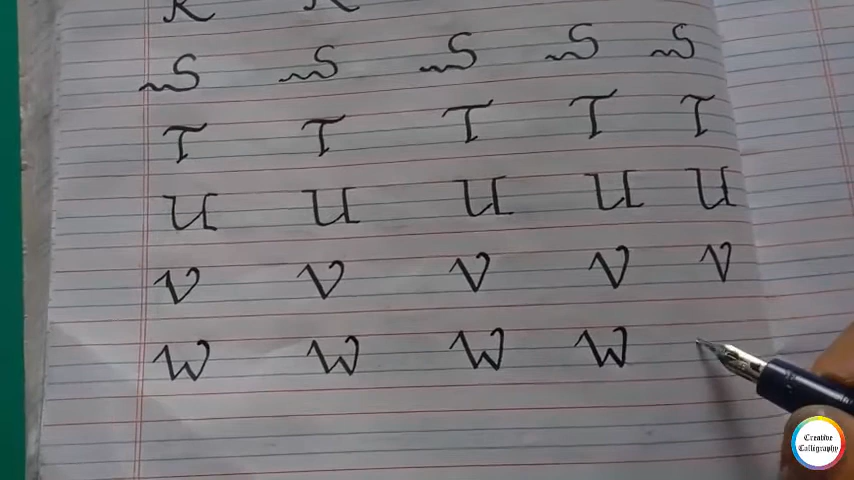 R R
S S S S S
T T T T T
U U U U U
V V V V V
W W W W
Creative
Calligraphy